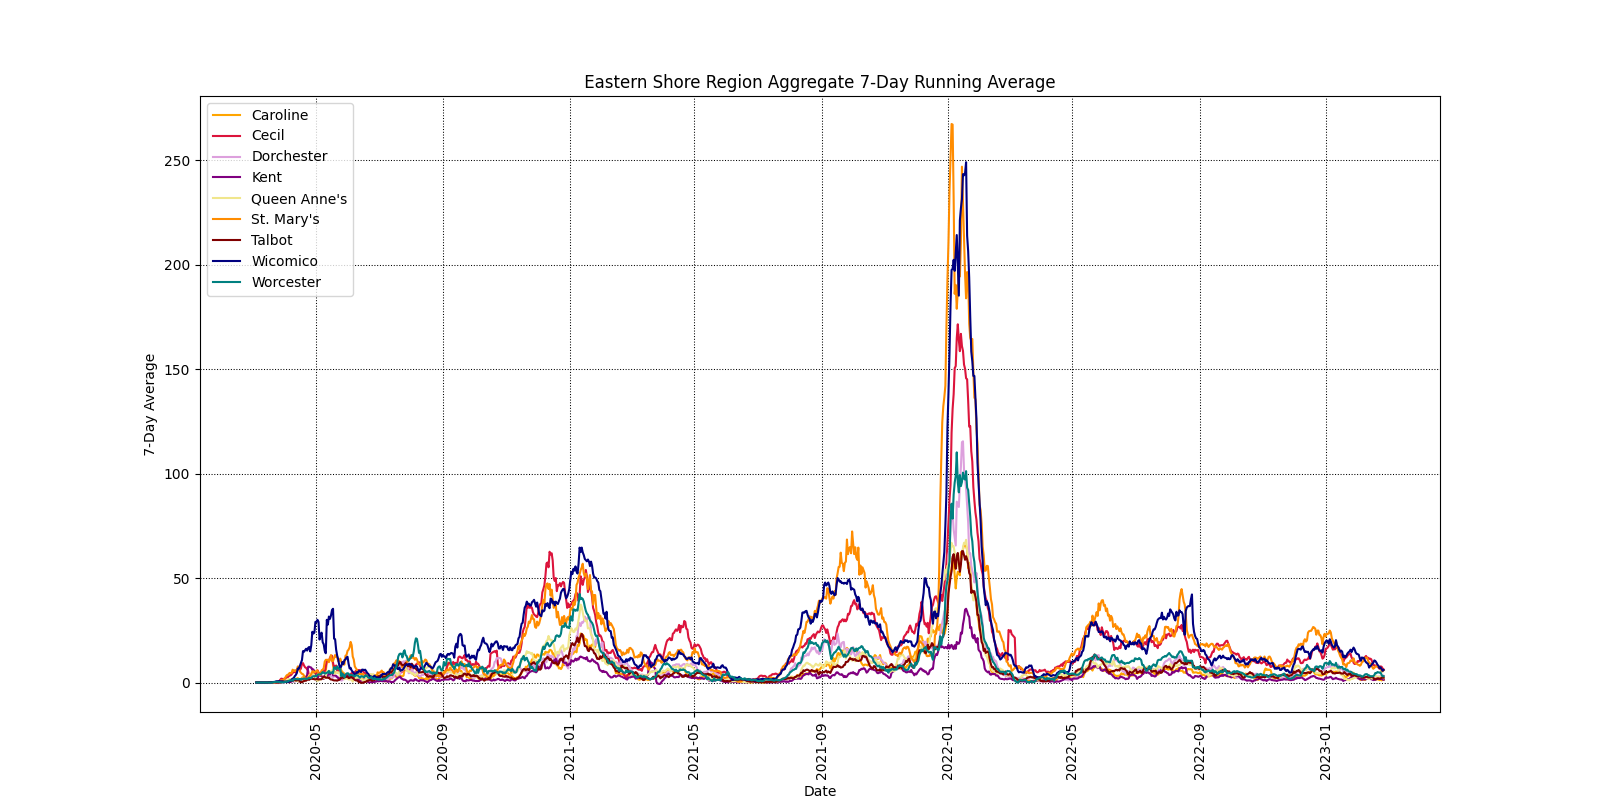 Eastern Shore Region Aggregate 7-Day Running Average
Caroline
Cecil
Dorchester
Kent
Queen Anne's
St. Mary's
Talbot
Wicomico
Worcester
250
200
150
100
50
0
7-Day Average
2020-05
2020-09
2021-01
2021-05
2021-09
2022-01
2022-05
2022-09
2023-01
Date